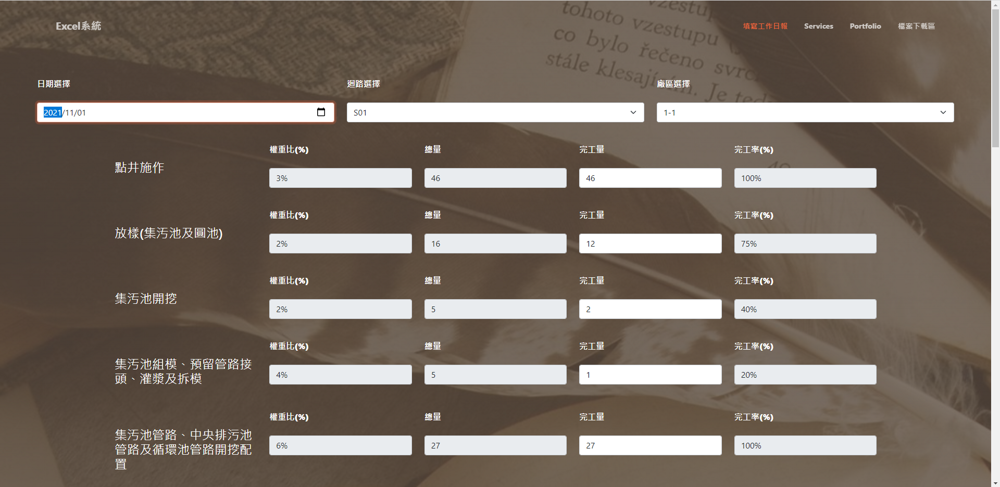 Excel系統
填寫工作日報 Services Portfolio 檔案下載區
tohoto vzestu
vzestupu
co bylo řečeno svrc
stále klesajícím. Je ted
日期選擇 迴路選擇 廠區選擇
2021/11/01 S01 1-1
權重比(%) 總量 完工量 完工率(%)
點井施作
3% 46 46 100%
權重比(%) 總量 完工量 完工率(%)
放樣(集污池及圓池)
2% 16 12 75%
權重比(%) 總量 完工量 完工率(%)
集污池開挖
2% 5 2 40%
權重比(%) 總量 完工量 完工率(%)
集污池組模、預留管路接
頭、灌漿及拆模
4% 5 1 20%
權重比(%) 總量 完工量 完工率(%)
集污池管路、中央排污池
管路及循環池管路開挖配
置
6% 27 27 100%